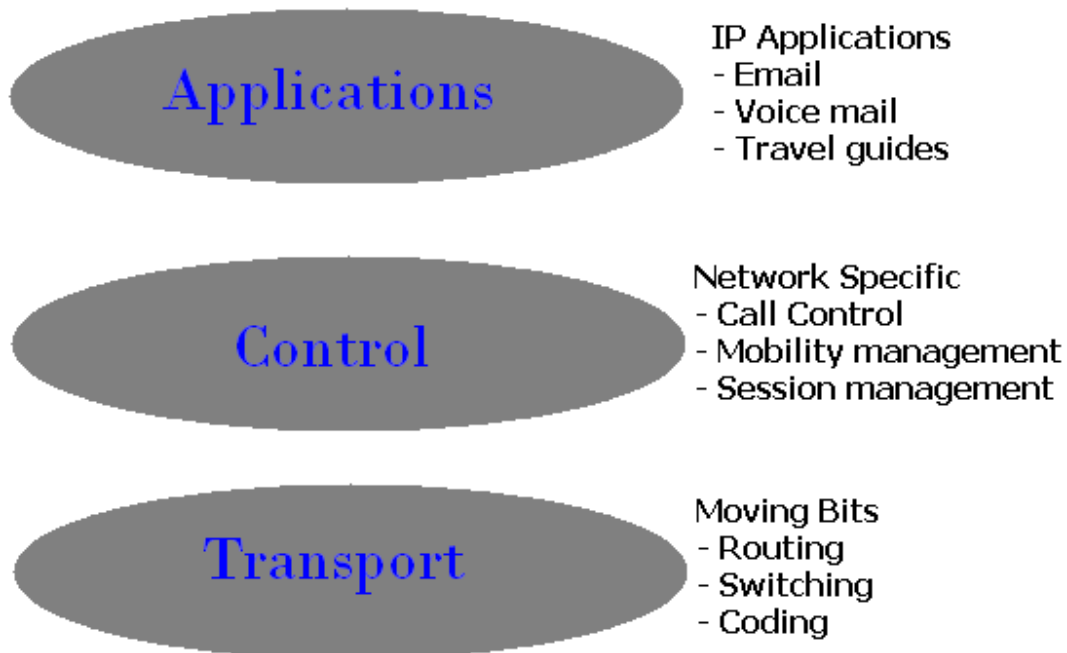 Applications
IP Applications
- Email
- Voice mail
- Travel guides
Control
Network Specific
- Call Control
- Mobility management
- Session management
Transport
Moving Bits
- Routing
- Switching
- Coding